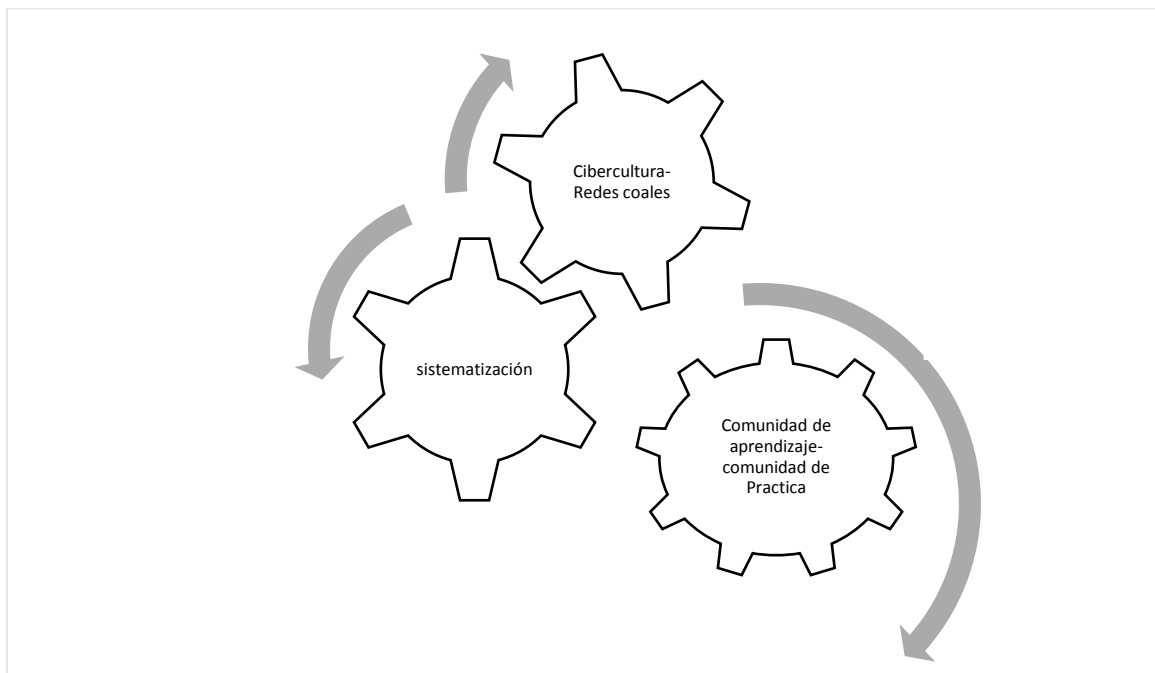 Cibercultura-
Redes coales
sistematización
Comunidad de
aprendizaje-
comunidad de
Practica